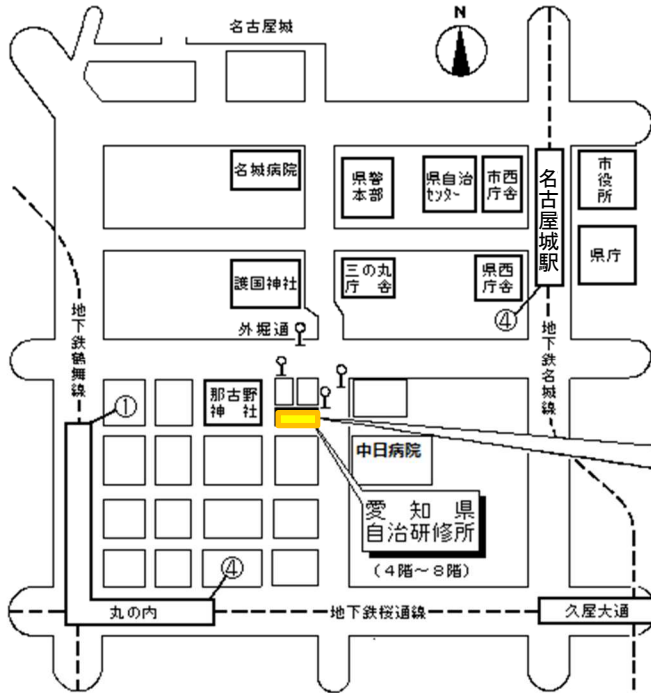 名古屋城
N
名城病院
県警
本部
県自治
センター
市西
庁舎
名古屋城駅
市
役
所
護国神社
三の丸
庁舎
県西
庁舎
県庁
地下鉄鶴舞線
外堀通
④
地下鉄名城線
①
那古野
神社
中日病院
愛知県
自治研修所
(4階~8階)
④
丸の内
地下鉄桜通線
久屋大通